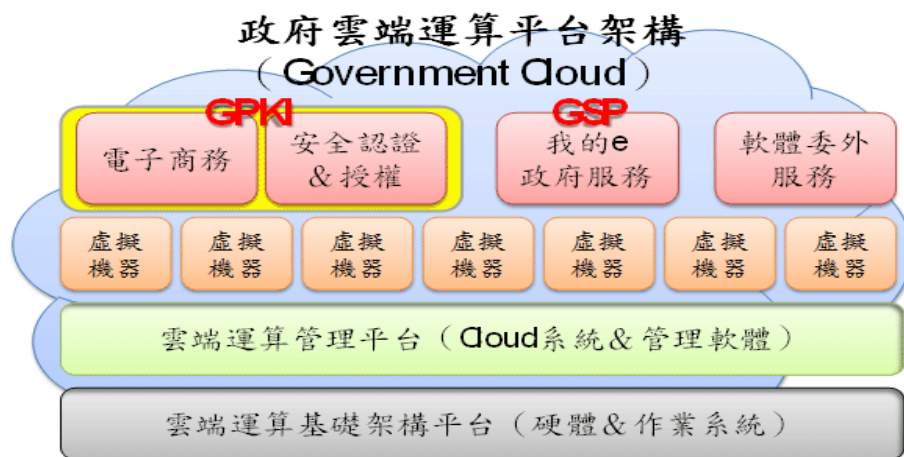 政府雲端運算平台架構
（Government Cloud）
GPKI
GSP
電子商務
安全認證
&授權
我的e
政府服務
軟體委外
服務
虛擬
機器
虛擬
機器
虛擬
機器
虛擬
機器
虛擬
機器
虛擬
機器
虛擬
機器
雲端運算管理平台（Cloud系統&管理軟體）
雲端運算基礎架構平台（硬體&作業系統）